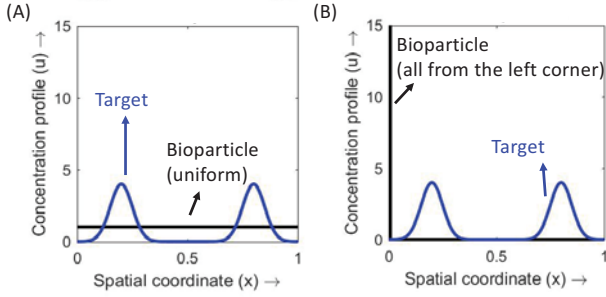 (A)
Concentration profile (u) →
15
10
5
0
Target
Bioparticle
(uniform)
0
0.5
1
Spatial coordinate (x) →
(B)
Concentration profile (u) →
15
10
5
0
Bioparticle
(all from the left corner)
Target
0
0.5
1
Spatial coordinate (x) →